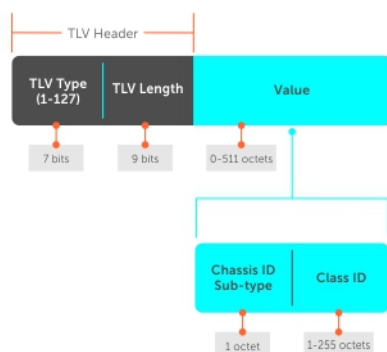 TLV Header
TLV Type
(1-127)
TLV Length
Value
7 bits
9 bits
0-511 octets
Chassis ID
Sub-type
Class ID
1 octet
1-255 octets